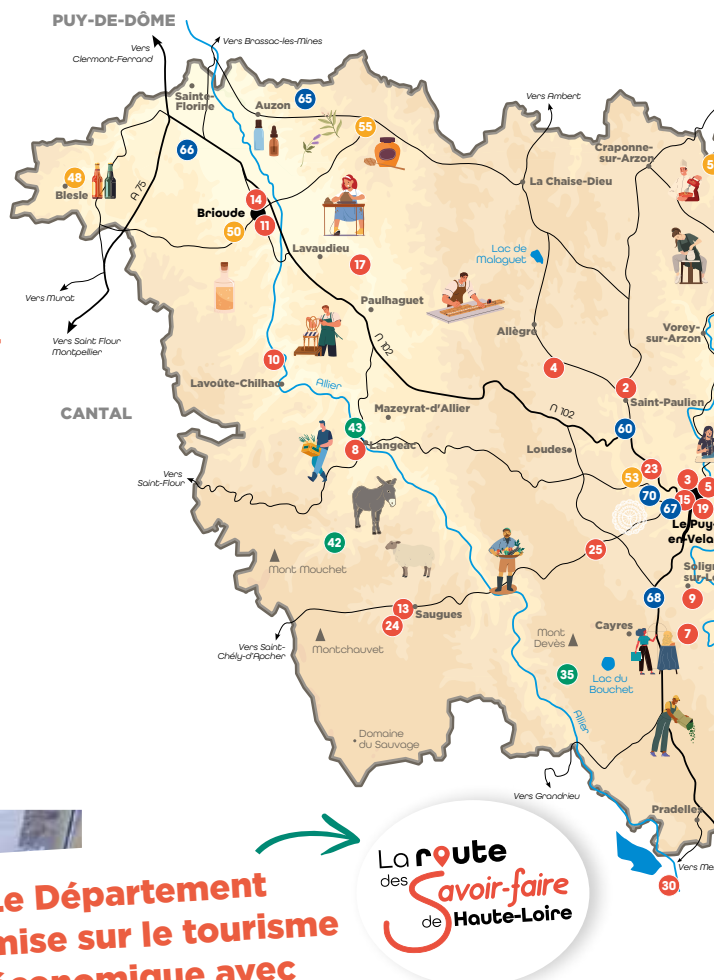 PUY-DE-DÔME
Vers
Clermont-Ferrand
Vers Brassac-les-Mines
Sainte-
Florine
Auzon
65
55
66
48
Blesle
A 75
14
Brioude
11
50
Lavaudieu
17
Vers Murat
Vers Saint Flour
Montpellier
Vers Ambert
Craponne-
sur-Arzon
La Chaise-Dieu
Lac de
Malaguet
Paulhaguet
Allègre
Vorey-
sur-Arzon
N 102
10
Lavoûte-Chilhac
Allier
4
2
Saint-Paulien
CANTAL
Mazeyrat-d'Allier
N 102
43
8
Langeac
60
Loudes
Vers
Saint-Flour
53
23
3
5
70
15
67
19
Le Puy-
en-Vela
42
Mont Mouchet
25
Solig
sur-L
68
9
13
Saugues
24
Montchauvet
Vers Saint-
Chély-d'Apcher
Mont
Devès
Cayres
7
35
Lac du
Bouchet
Allier
Domaine
du Sauvage
Vers Grandrieu
Pradelle
Vers Me
30
Le Département
mise sur le tourisme
économique avec
La route
des Savoir-faire
de Haute-Loire